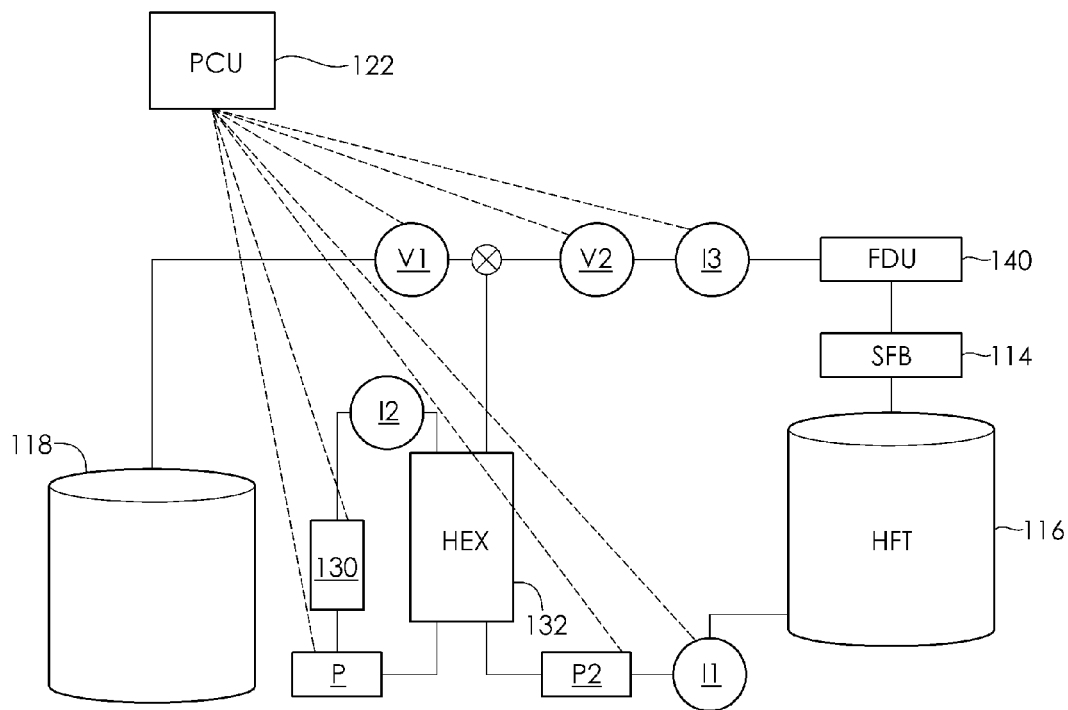 PCU
122
V1
V2
I3
FDU
140
SFB
114
I2
118
130
HEX
132
HFT
116
P
P2
I1